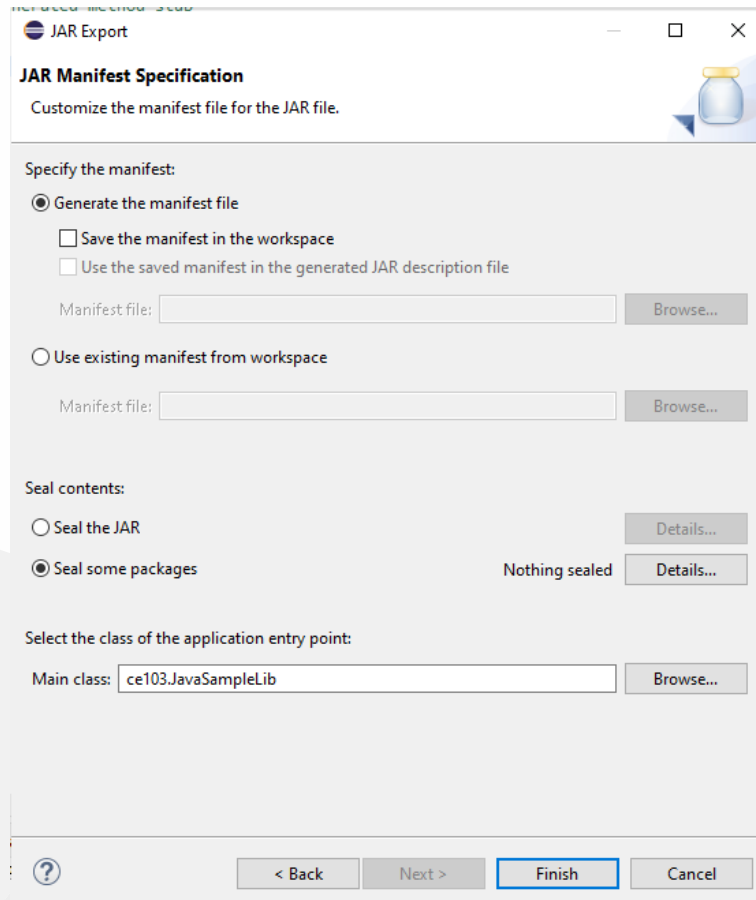 JAR Export
JAR Manifest Specification
Customize the manifest file for the JAR file.
Specify the manifest:
Generate the manifest file
Save the manifest in the workspace
Use the saved manifest in the generated JAR description file
Manifest file: Browse...
Use existing manifest from workspace
Manifest file: Browse...
Seal contents:
Seal the JAR Details...
Seal some packages Nothing sealed Details...
Select the class of the application entry point:
Main class: ce103.JavaSampleLib Browse...
? < Back Next > Finish Cancel